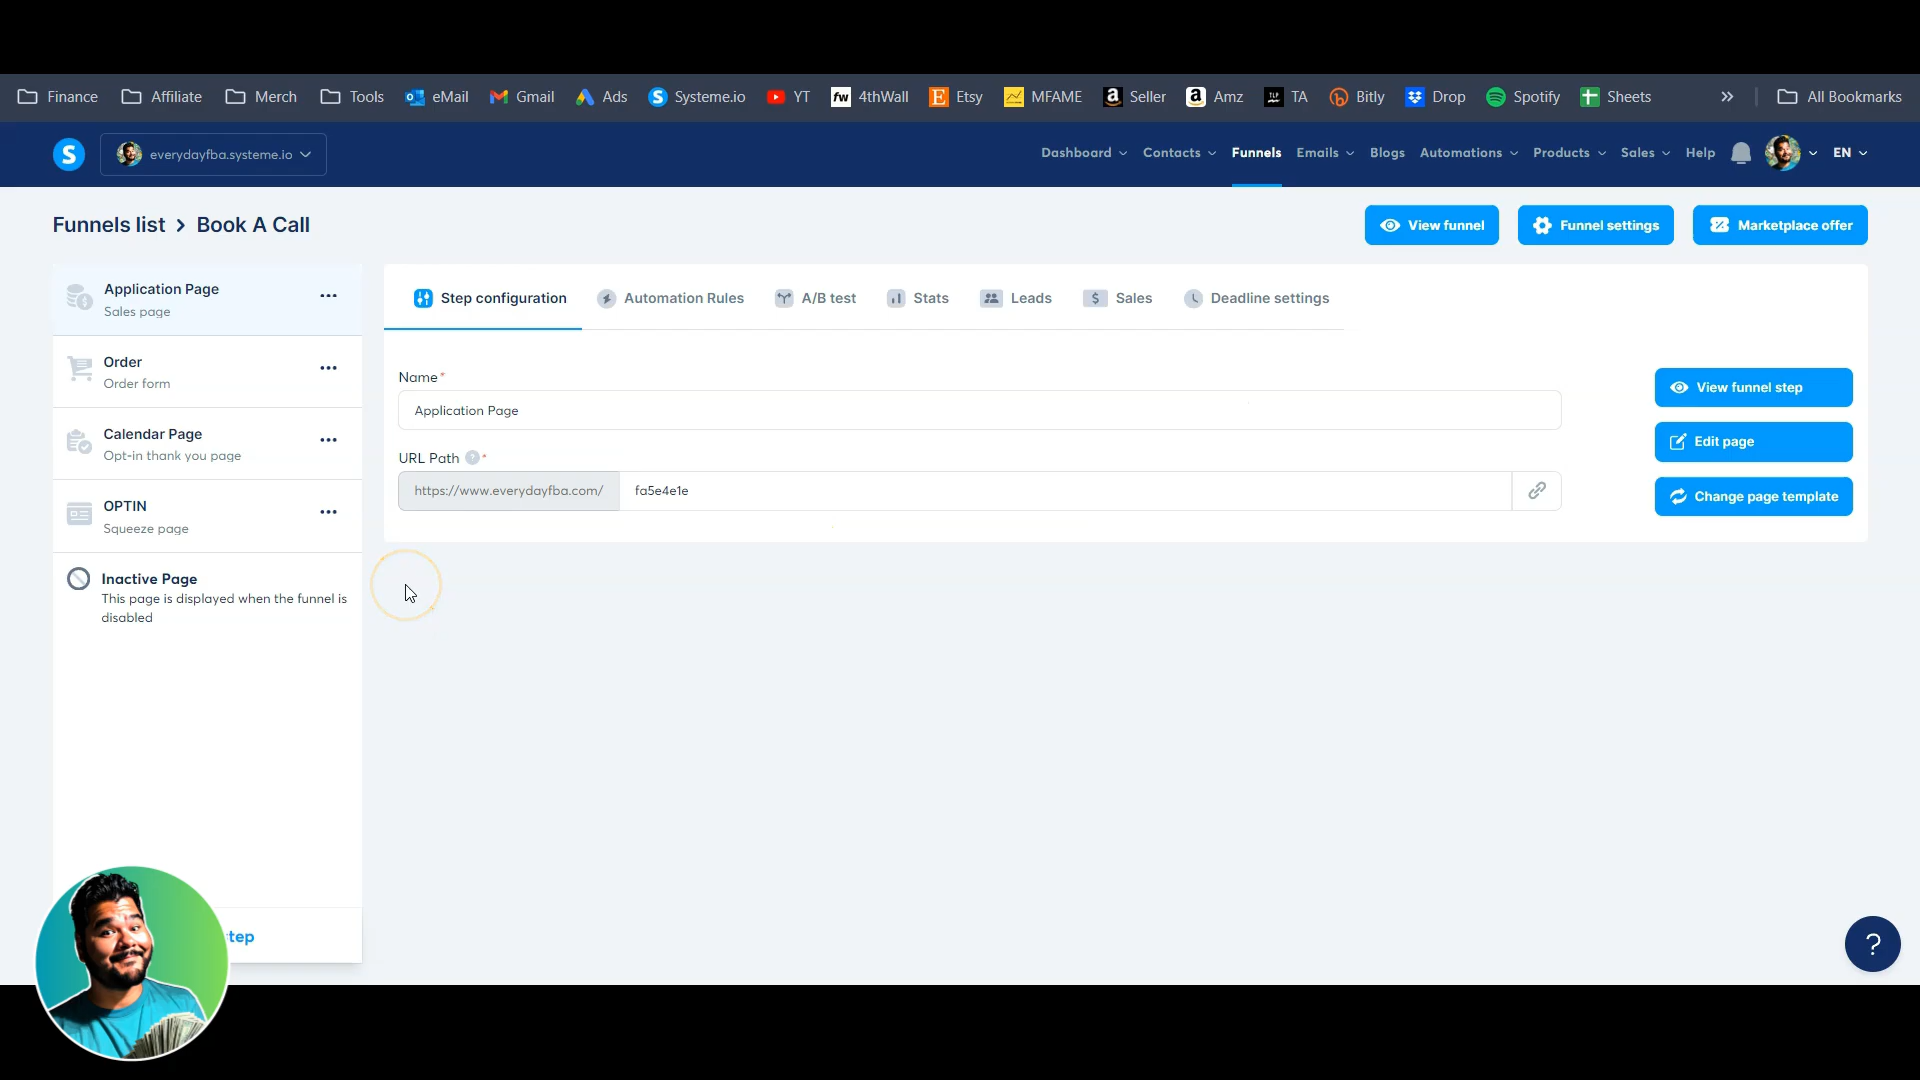 Finance Affiliate Merch Tools eMail Gmail Ads Systeme.io YT 4thWall Etsy MFAME Seller Amz TA Bitly Drop Spotify Sheets » All Bookmarks
S everydayfba.systeme.io Dashboard Contacts Funnels Emails Blogs Automations Products Sales Help EN
Funnels list > Book A Call View funnel Funnel settings Marketplace offer
Application Page
Sales page
Order
Order form
Calendar Page
Opt-in thank you page
OPTIN
Squeeze page
Inactive Page
This page is displayed when the funnel is
disabled
tep
Step configuration Automation Rules A/B test Stats Leads Sales Deadline settings
Name*
Application Page
URL Path ? *
https://www.everydayfba.com/ fa5e4e1e
View funnel step
Edit page
Change page template
?